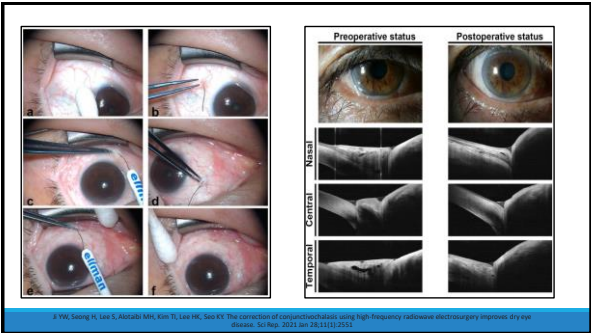 a
b
c
ellman
d
e
ellman
f
Preoperative status
Postoperative status
Nasal
Central
Temporal
Ji YW, Seong H, Lee S, Alotaibi MH, Kim TI, Lee HK, Seo KY. The correction of conjunctivochalasis using high-frequency radiowave electrosurgery improves dry eye
disease. Sci Rep. 2021 Jan 28;11(1):2551